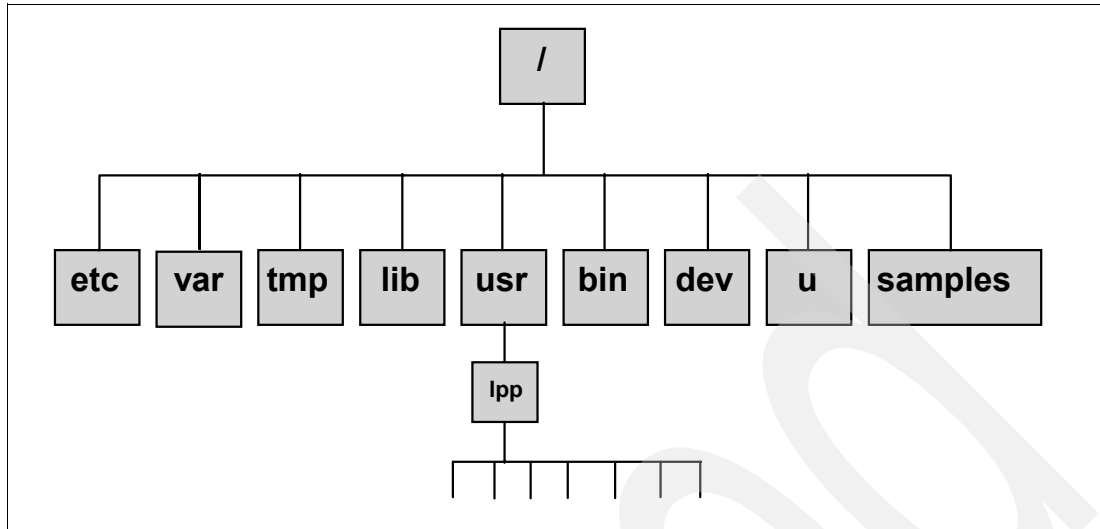 /
etc var tmp lib usr bin dev u samples
lpp